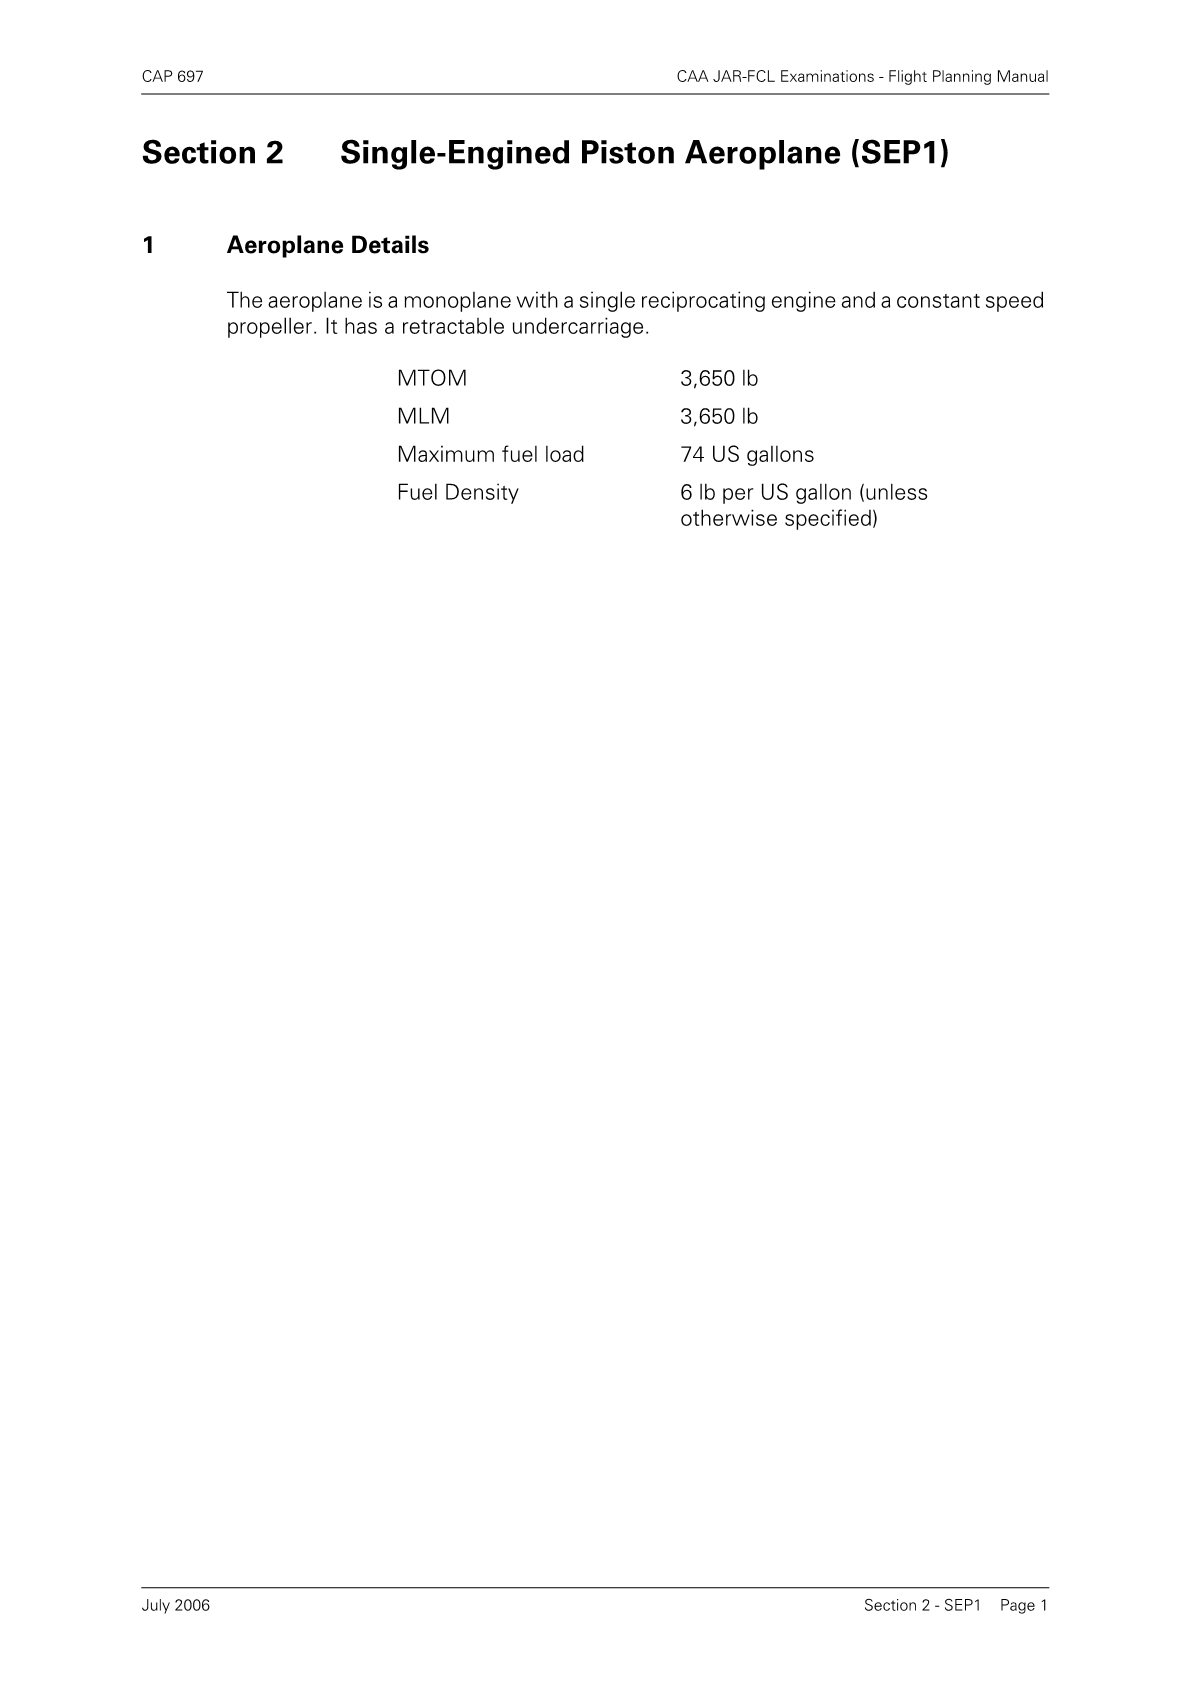 CAP 697 CAA JAR-FCL Examinations - Flight Planning Manual
Section 2 Single-Engined Piston Aeroplane (SEP1)
1 Aeroplane Details
The aeroplane is a monoplane with a single reciprocating engine and a constant speed
propeller. It has a retractable undercarriage.
MTOM 3,650 lb
MLM 3,650 lb
Maximum fuel load 74 US gallons
Fuel Density 6 lb per US gallon (unless
otherwise specified)
July 2006 Section 2 - SEP1 Page 1